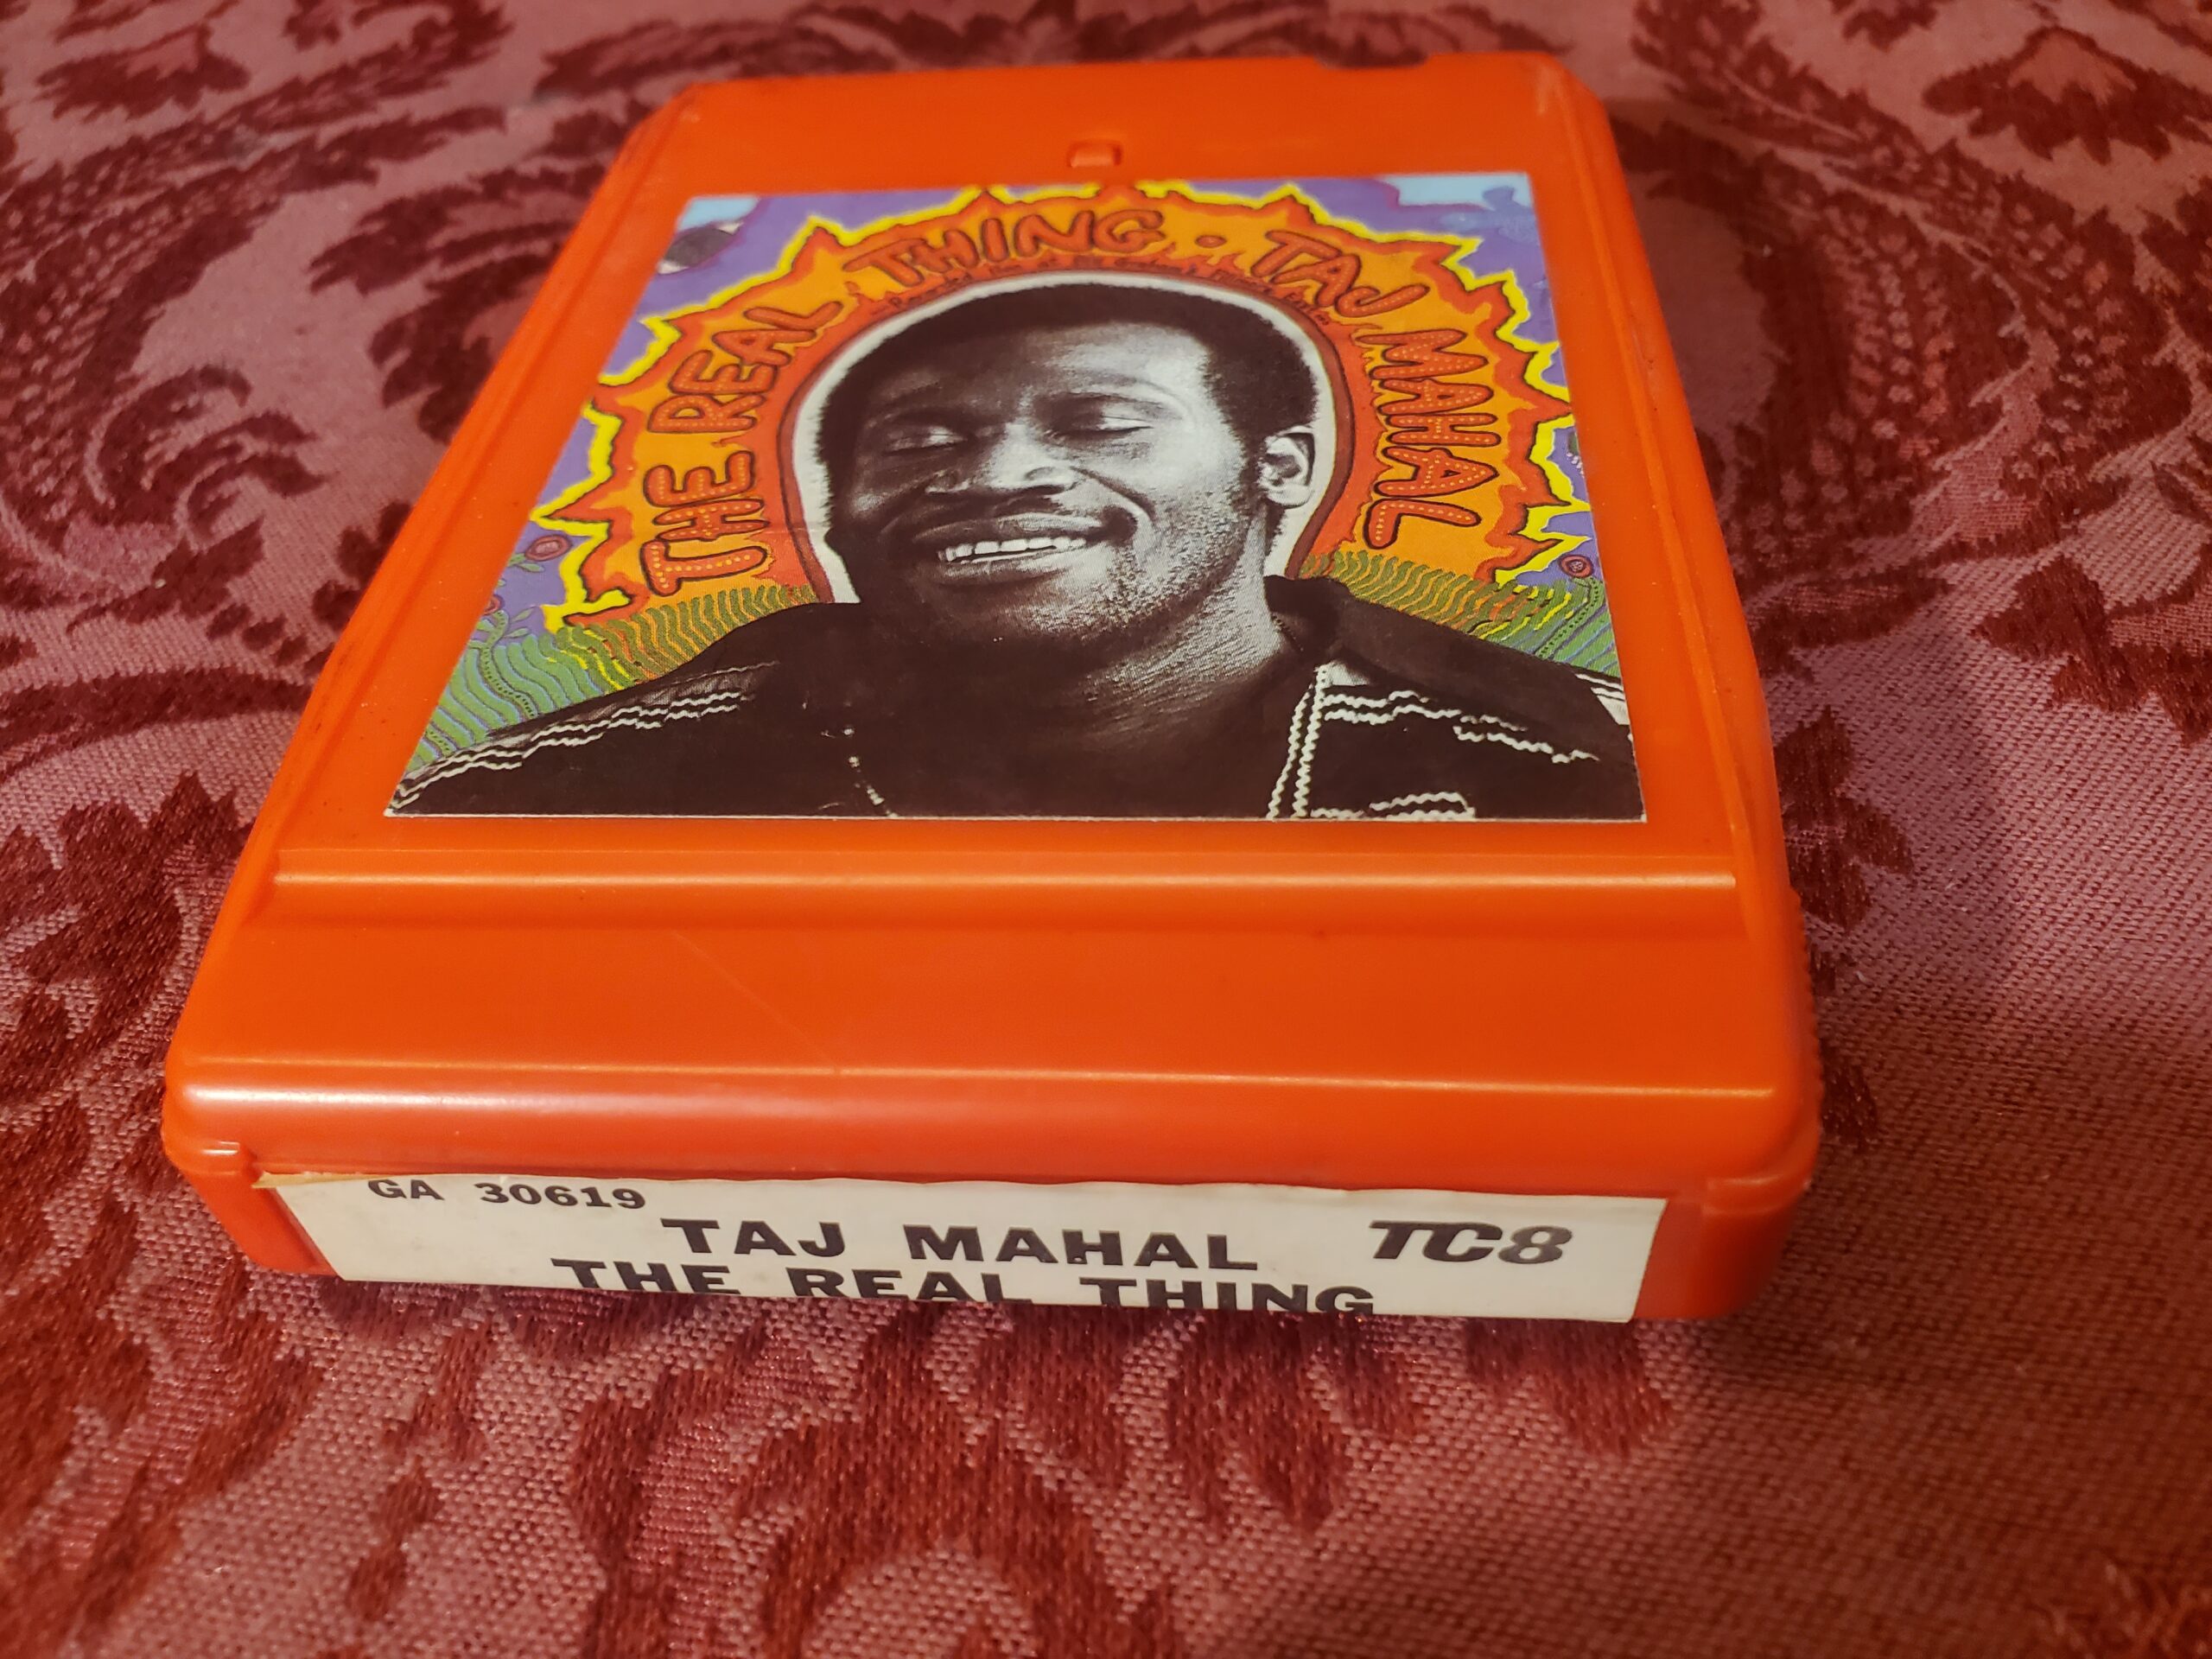 THE REAL THING · TAJ MAHAL
GA 30619
TAJ MAHAL
TC8
THE REAL THING